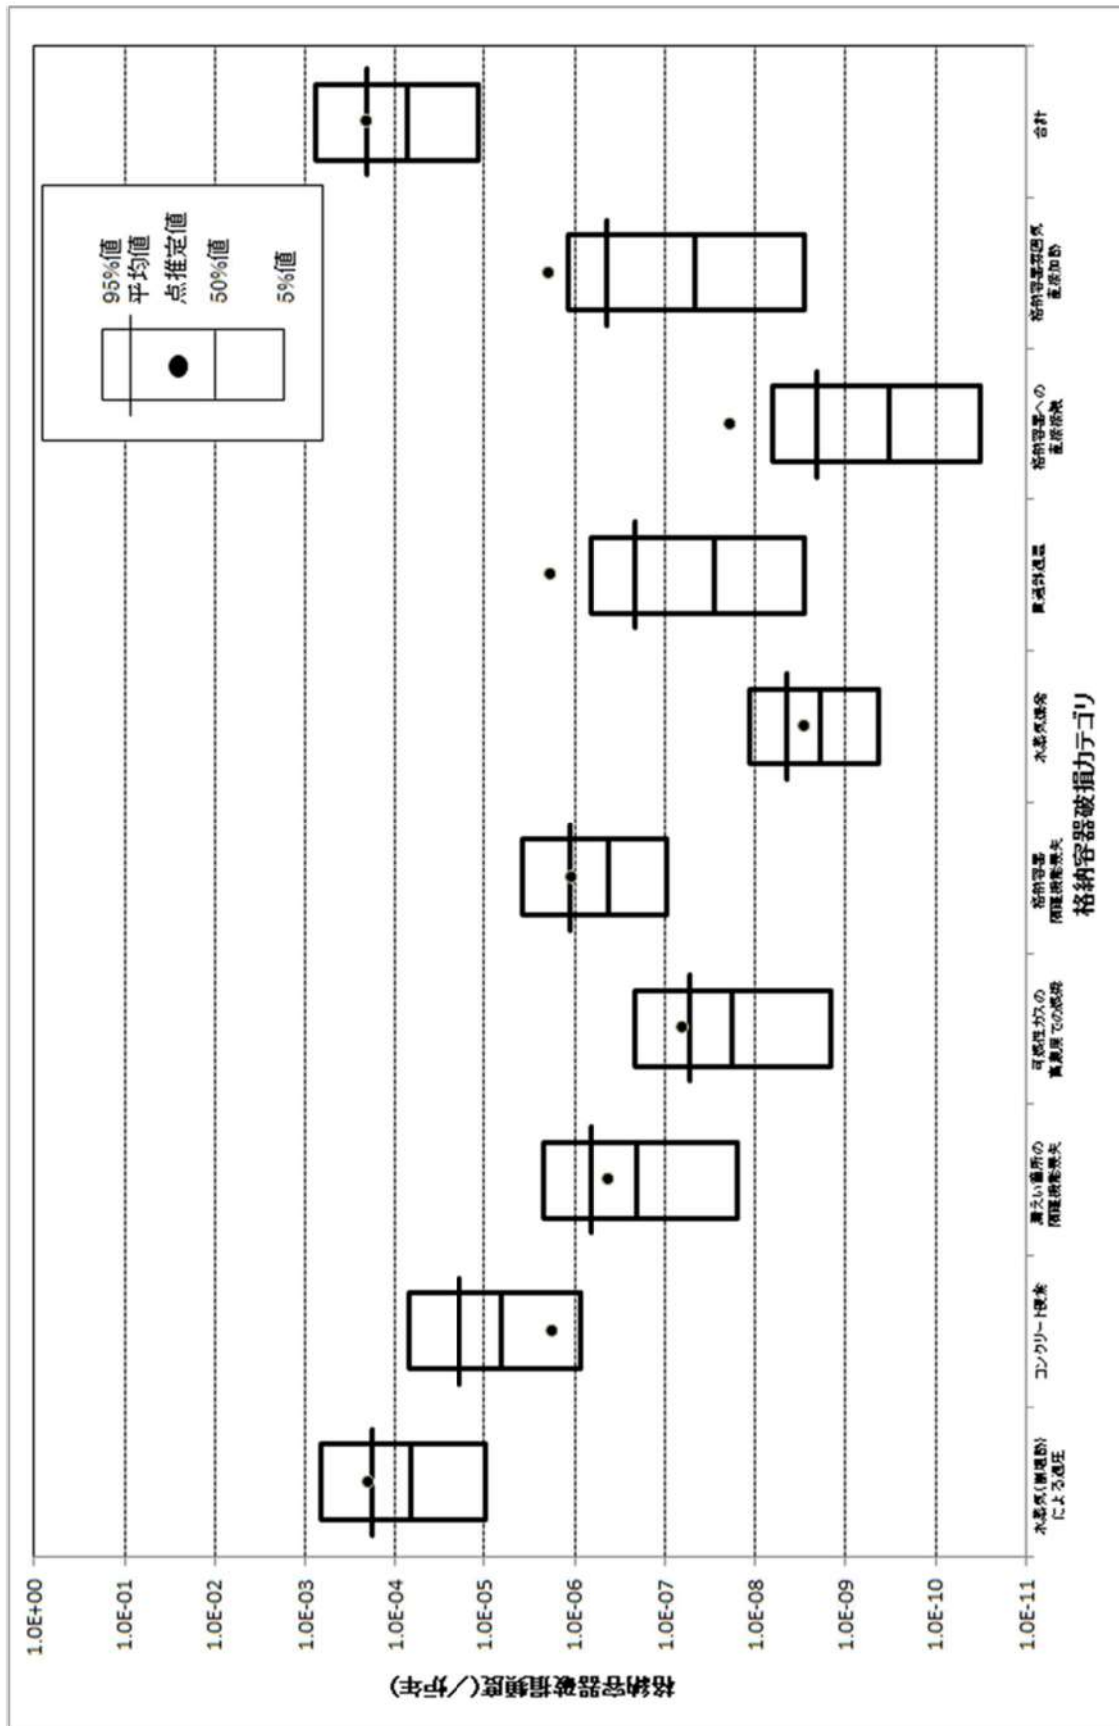 格納容器破損頻度(／炉年)
1.0E+00
1.0E-01
1.0E-02
1.0E-03
1.0E-04
1.0E-05
1.0E-06
1.0E-07
1.0E-08
1.0E-09
1.0E-10
1.0E-11
95%値
平均値
点推定値
50%値
5%値
水蒸気(崩壊熱)
による過圧
コンクリート侵食
漏えい箇所の
隔離機能喪失
可燃性ガスの
高濃度での燃焼
格納容器
隔離機能喪失
水蒸気爆発
貫通部過温
格納容器への
直接接触
格納容器雰囲気
直接加熱
合計
格納容器破損カテゴリ